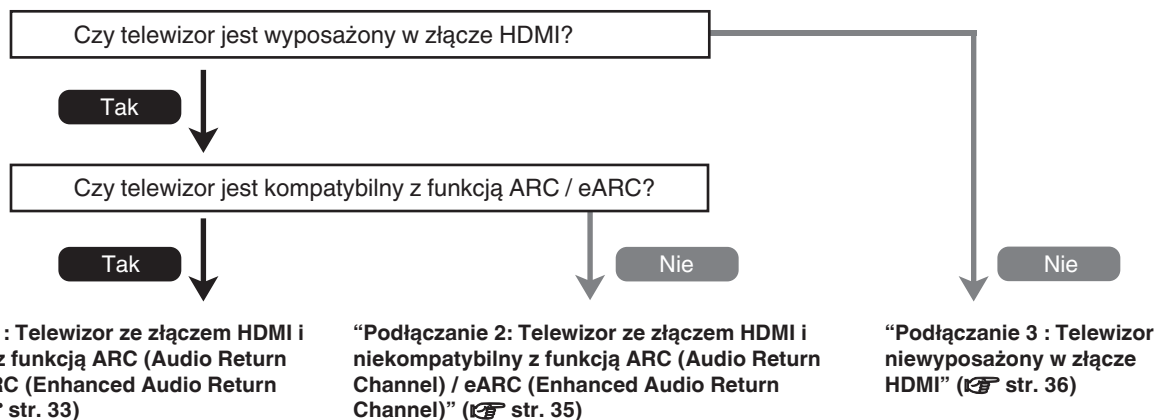 Czy telewizor jest wyposażony w złącze HDMI?
Tak
Czy telewizor jest kompatybilny z funkcją ARC / eARC?
Tak
Nie
Nie
: Telewizor ze złączem HDMI i
z funkcją ARC (Audio Return
RC (Enhanced Audio Return
str. 33)
“Podłączanie 2: Telewizor ze złączem HDMI i
niekompatybilny z funkcją ARC (Audio Return
Channel) / eARC (Enhanced Audio Return
Channel)” (☞ str. 35)
“Podłączanie 3 : Telewizor
niewyposażony w złącze
HDMI” (☞ str. 36)